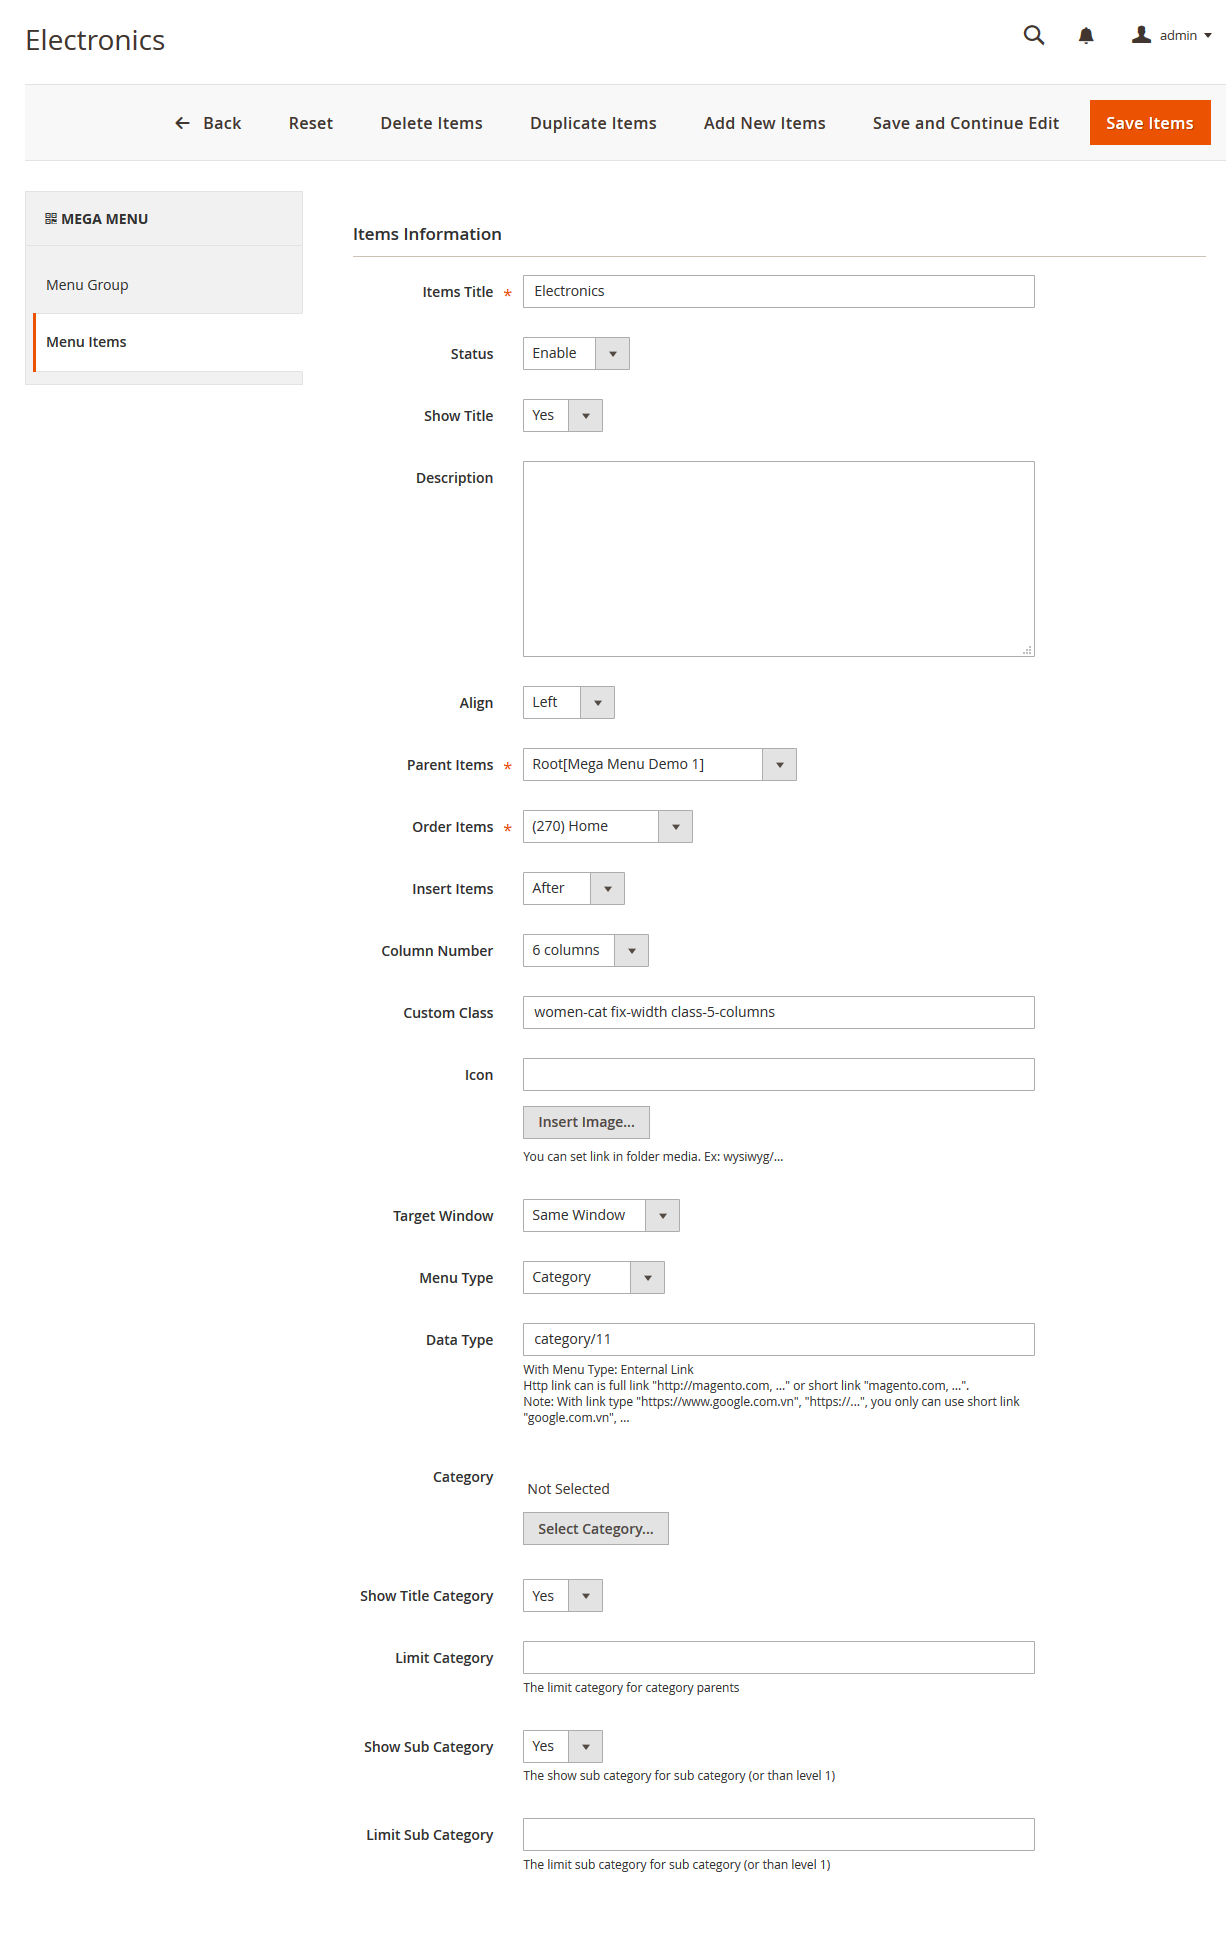 Electronics
admin
Back
Reset
Delete Items
Duplicate Items
Add New Items
Save and Continue Edit
Save Items
MEGA MENU
Menu Group
Menu Items
Items Information
Items Title * Electronics
Status Enable
Show Title Yes
Description
Align Left
Parent Items * Root[Mega Menu Demo 1]
Order Items * (270) Home
Insert Items After
Column Number 6 columns
Custom Class women-cat fix-width class-5-columns
Icon
Insert Image...
You can set link in folder media. Ex: wysiwyg/...
Target Window Same Window
Menu Type Category
Data Type category/11
With Menu Type: Enternal Link
Http link can is full link "http://magento.com, ..." or short link "magento.com, ...".
Note: With link type "https://www.google.com.vn", "https://...", you only can use short link
"google.com.vn", ...
Category
Not Selected
Select Category...
Show Title Category Yes
Limit Category
The limit category for category parents
Show Sub Category Yes
The show sub category for sub category (or than level 1)
Limit Sub Category
The limit sub category for sub category (or than level 1)